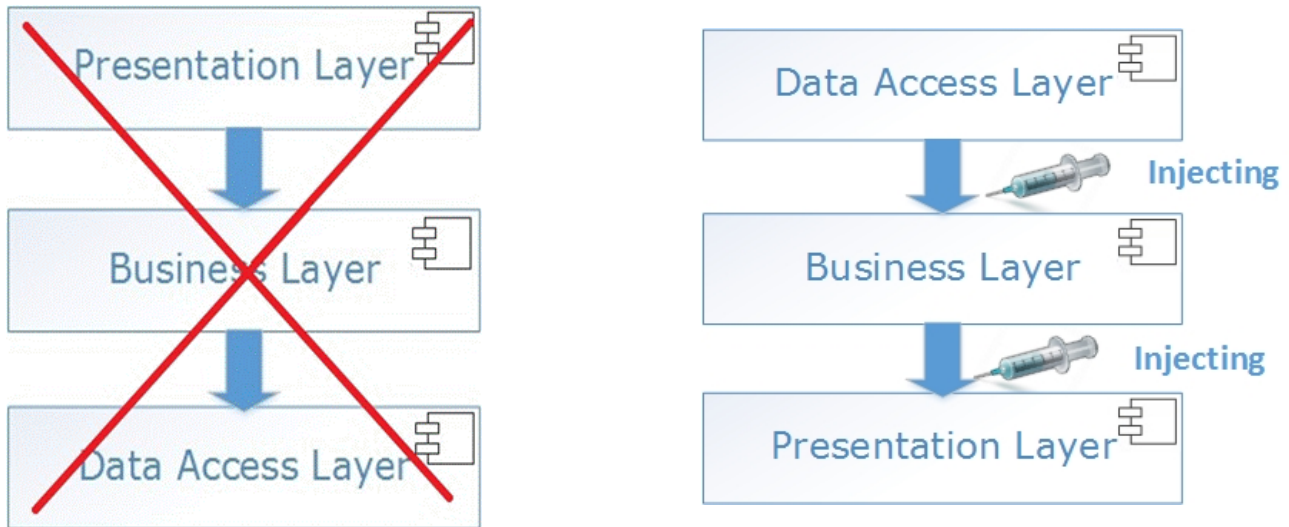 Presentation Layer
Business Layer
Data Access Layer
Data Access Layer
Injecting
Business Layer
Injecting
Presentation Layer